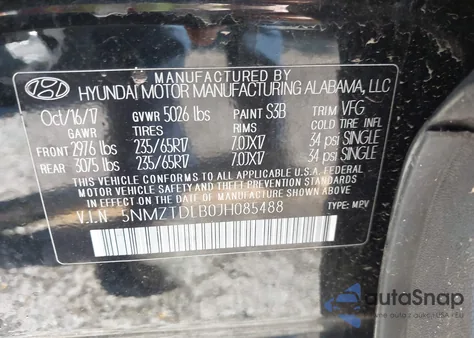 MANUFACTURED BY
HYUNDAI MOTOR MANUFACTURING ALABAMA, LLC
Oct/16/17 GVWR 5026 lbs PAINT S3B TRIM VFG
GAWR TIRES RIMS COLD TIRE INFL
FRONT 2976 lbs 235/65R17 7.0JX17 34 psi SINGLE
REAR 3075 lbs 235/65R17 7.0JX17 34 psi SINGLE
THIS VEHICLE CONFORMS TO ALL APPLICABLE FEDERAL
MOTOR VEHICLE SAFETY AND THEFT PREVENTION
STANDARDS IN EFFECT ON THE DATE OF MANUFACTURE
SHOWN ABOVE.
V.I.N. 5NMZTDLB0JH085488 TYPE: MPV
autoSnap